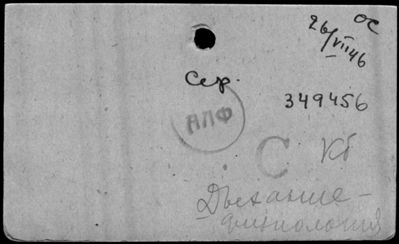 ОС
26/VII 46
Сер.
349456
АПФ
С Кб
Дыхание –
физиология